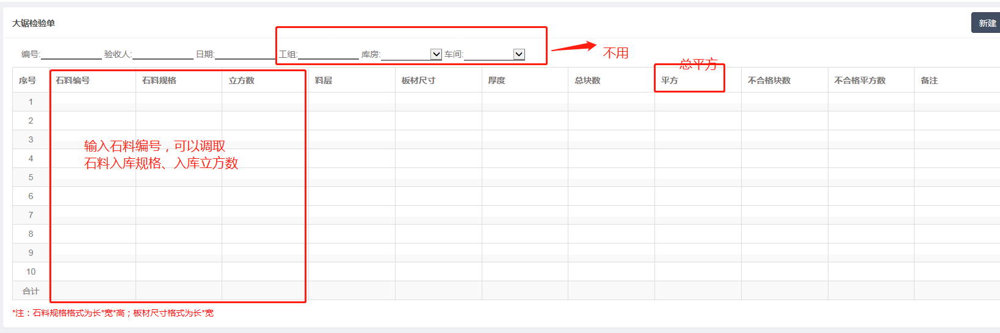 大锯检验单
新建
编号: 验收人: 日期: 工组: 库房: 车间:
不用
总平方
序号 石料编号 石料规格 立方数 料层 板材尺寸 厚度 总块数 平方 不合格块数 不合格平方数 备注
1
2
3
输入石料编号，可以调取
4
石料入库规格、入库立方数
5
6
7
8
9
10
合计
*注：石料规格格式为长*宽*高；板材尺寸格式为长*宽